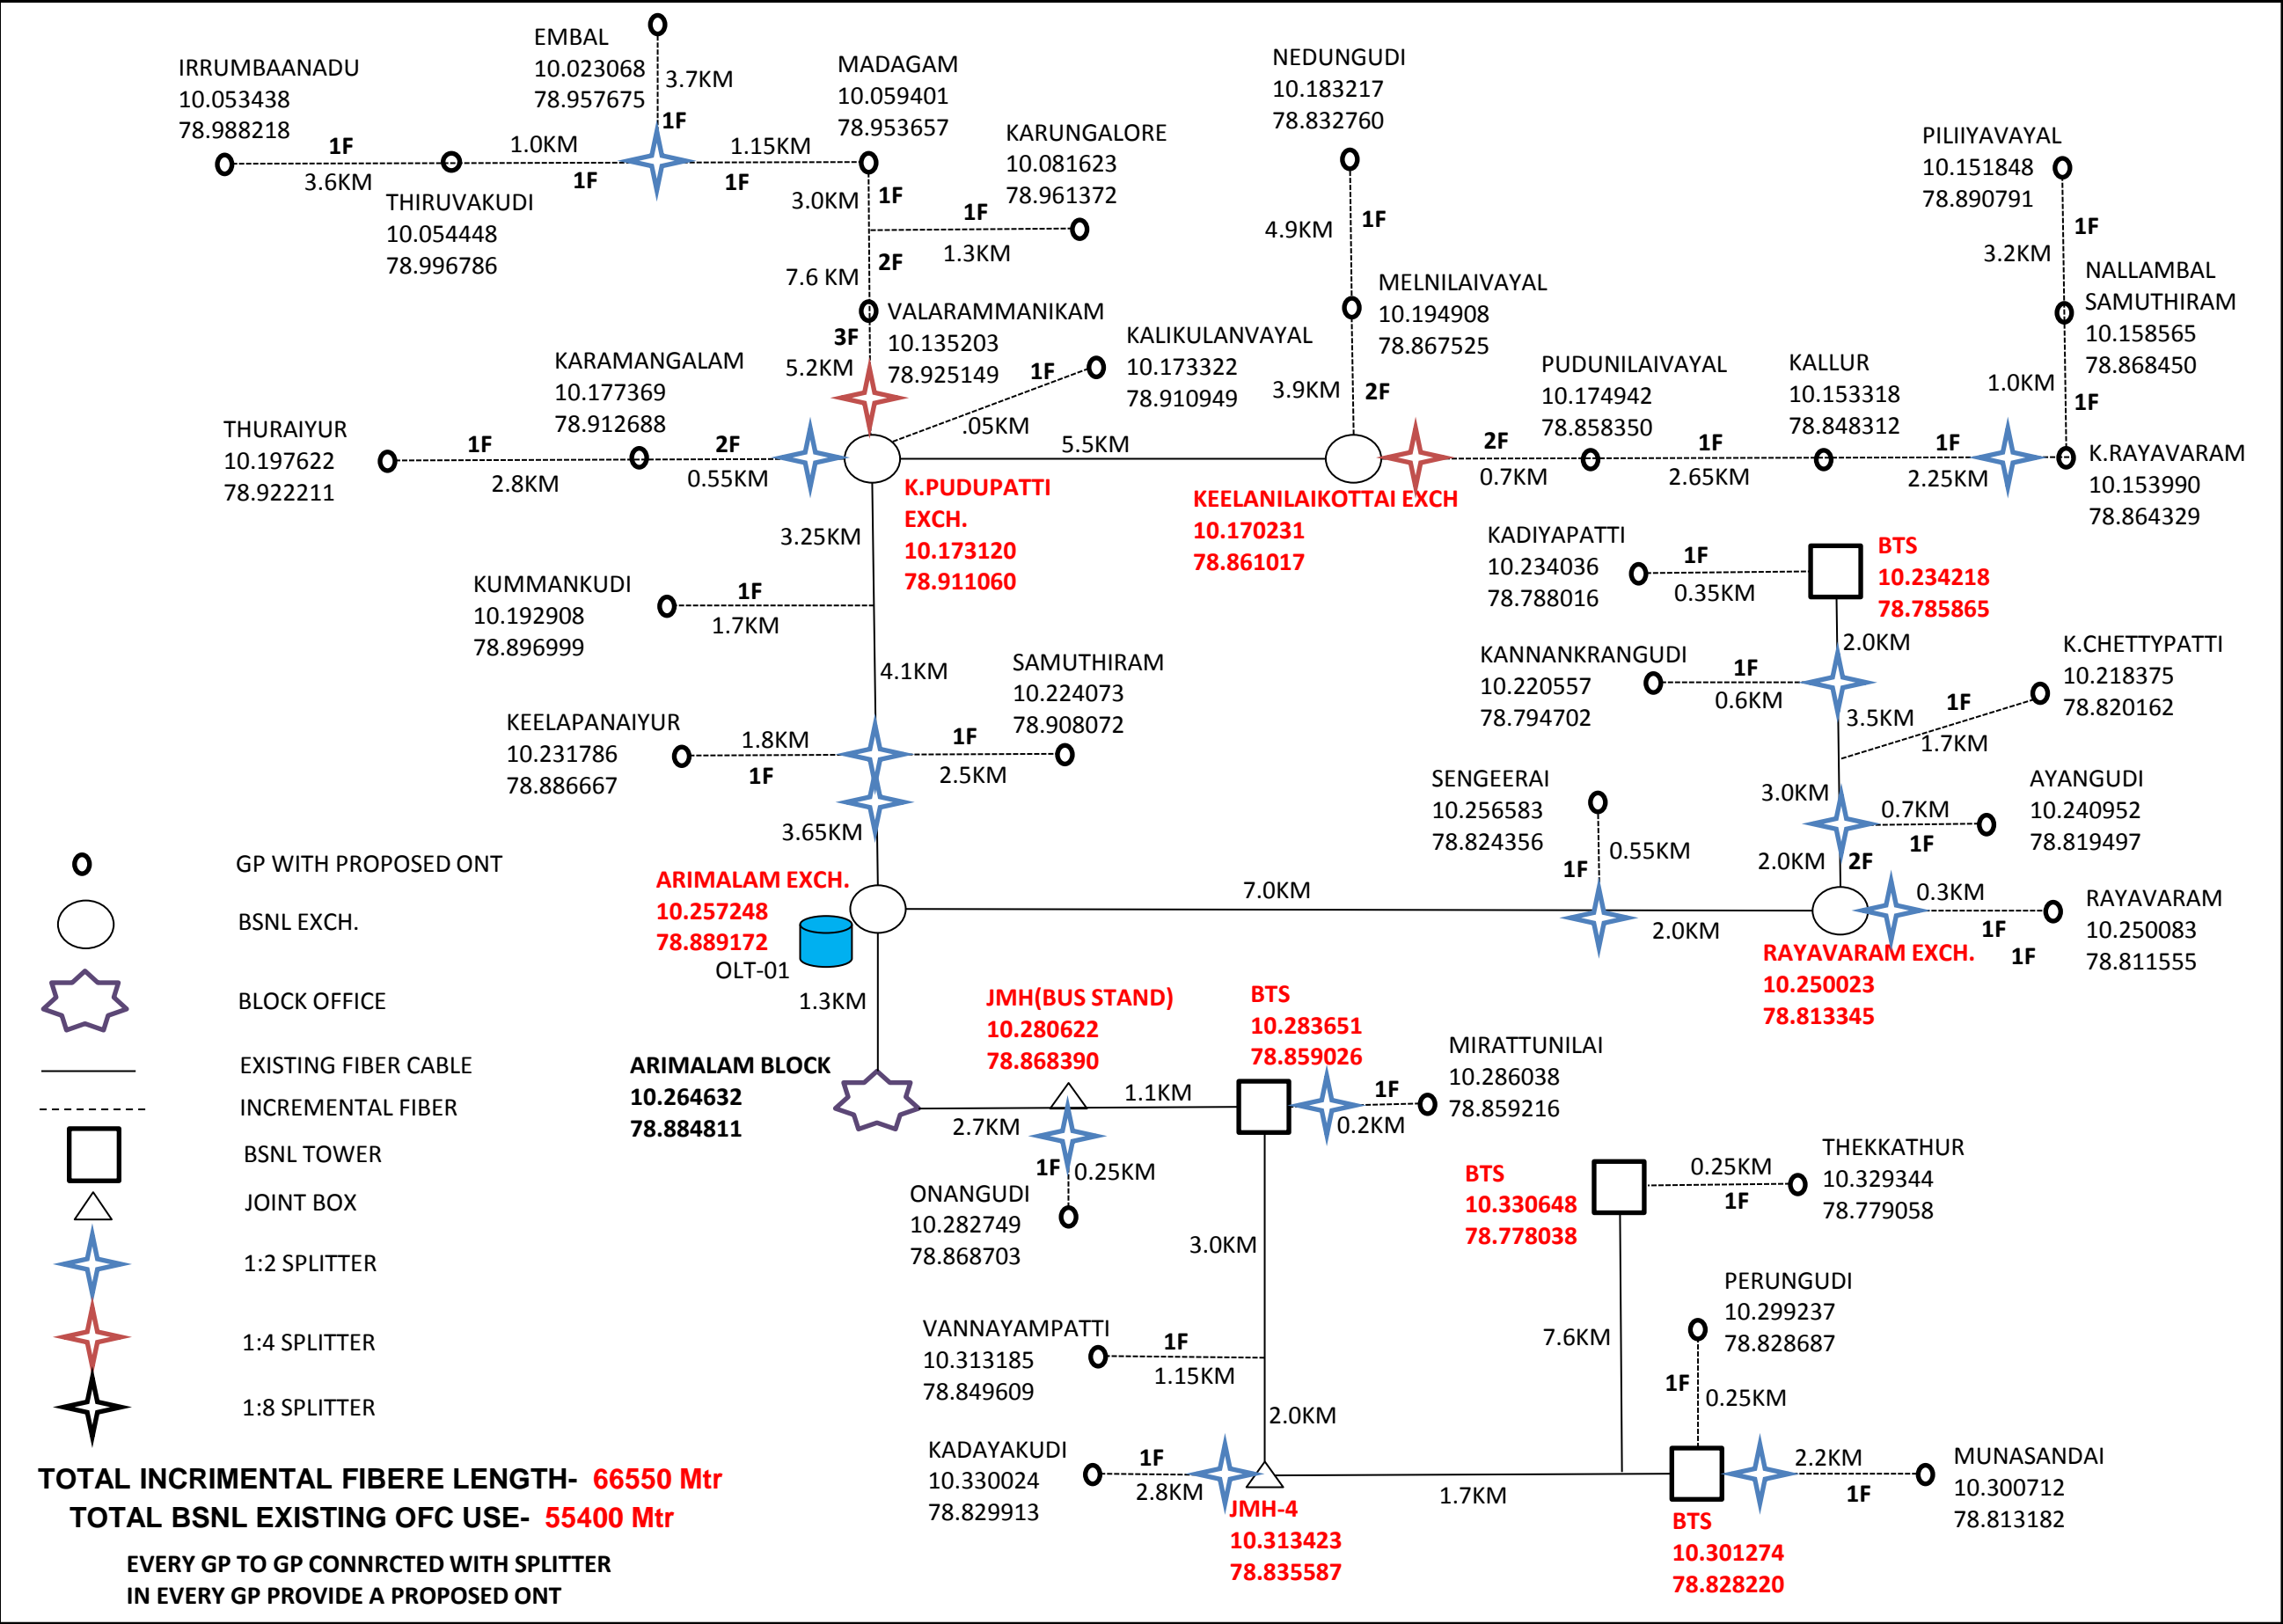 EMBAL
10.023068
78.957675
3.7KM
1F
IRRUMBAANADU
10.053438
78.988218
1F
3.6KM
1.0KM
1F
THIRUVAKUDI
10.054448
78.996786
1.15KM
1F
MADAGAM
10.059401
78.953657
3.0KM
1F
KARUNGALORE
10.081623
78.961372
1F
1.3KM
2F
7.6 KM
VALARAMMANIKAM
10.135203
78.925149
3F
5.2KM
KALIKULANVAYAL
10.173322
78.910949
1F
.05KM
KARAMANGALAM
10.177369
78.912688
2F
0.55KM
THURAIYUR
10.197622
78.922211
1F
2.8KM
K.PUDUPATTI
EXCH.
10.173120
78.911060
5.5KM
NEDUNGUDI
10.183217
78.832760
4.9KM
1F
MELNILAIVAYAL
10.194908
78.867525
3.9KM
2F
KEELANILAIKOTTAI EXCH
10.170231
78.861017
2F
0.7KM
PUDUNILAIVAYAL
10.174942
78.858350
1F
2.65KM
KALLUR
10.153318
78.848312
1F
2.25KM
PILIIYAVAYAL
10.151848
78.890791
1F
3.2KM
NALLAMBAL
SAMUTHIRAM
10.158565
78.868450
1.0KM
1F
K.RAYAVARAM
10.153990
78.864329
3.25KM
KUMMANKUDI
10.192908
78.896999
1F
1.7KM
4.1KM
SAMUTHIRAM
10.224073
78.908072
1F
2.5KM
KEELAPANAIYUR
10.231786
78.886667
1.8KM
1F
3.65KM
KADIYAPATTI
10.234036
78.788016
1F
0.35KM
BTS
10.234218
78.785865
2.0KM
KANNANKRANGUDI
10.220557
78.794702
1F
0.6KM
K.CHETTYPATTI
10.218375
78.820162
1F
1.7KM
3.5KM
SENGEERAI
10.256583
78.824356
1F
0.55KM
3.0KM
0.7KM
1F
AYANGUDI
10.240952
78.819497
2.0KM
2F
0.3KM
1F
1F
RAYAVARAM
10.250083
78.811555
RAYAVARAM EXCH.
10.250023
78.813345
7.0KM
2.0KM
ARIMALAM EXCH.
10.257248
78.889172
OLT-01
1.3KM
ARIMALAM BLOCK
10.264632
78.884811
JMH(BUS STAND)
10.280622
78.868390
2.7KM
1.1KM
1F
0.25KM
ONANGUDI
10.282749
78.868703
BTS
10.283651
78.859026
1F
0.2KM
MIRATTUNILAI
10.286038
78.859216
3.0KM
VANNAYAMPATTI
10.313185
78.849609
1F
1.15KM
2.0KM
KADAYAKUDI
10.330024
78.829913
1F
2.8KM
JMH-4
10.313423
78.835587
1.7KM
BTS
10.330648
78.778038
0.25KM
1F
THEKKATHUR
10.329344
78.779058
7.6KM
PERUNGUDI
10.299237
78.828687
1F
0.25KM
BTS
10.301274
78.828220
2.2KM
1F
MUNASANDAI
10.300712
78.813182
GP WITH PROPOSED ONT
BSNL EXCH.
BLOCK OFFICE
EXISTING FIBER CABLE
INCREMENTAL FIBER
BSNL TOWER
JOINT BOX
1:2 SPLITTER
1:4 SPLITTER
1:8 SPLITTER
TOTAL INCRIMENTAL FIBERE LENGTH- 66550 Mtr
TOTAL BSNL EXISTING OFC USE- 55400 Mtr
EVERY GP TO GP CONNRCTED WITH SPLITTER
IN EVERY GP PROVIDE A PROPOSED ONT